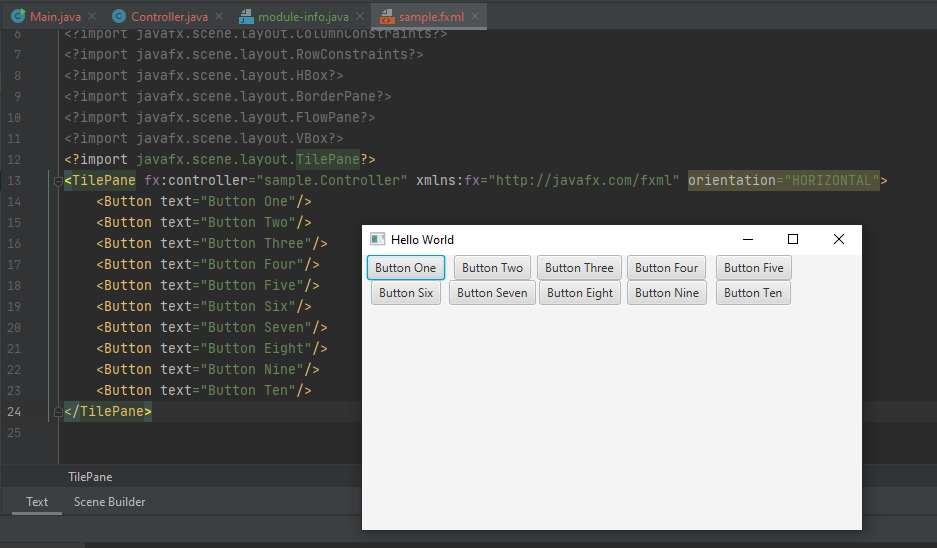 Main.java Controller.java module-info.java sample.fxml
6 <?import javafx.scene.layout.ColumnConstraints?>
7 <?import javafx.scene.layout.RowConstraints?>
8 <?import javafx.scene.layout.HBox?>
9 <?import javafx.scene.layout.BorderPane?>
10 <?import javafx.scene.layout.FlowPane?>
11 <?import javafx.scene.layout.VBox?>
12 <?import javafx.scene.layout.TilePane?>
13 <TilePane fx:controller="sample.Controller" xmlns:fx="http://javafx.com/fxml" orientation="HORIZONTAL">
14 <Button text="Button One"/>
15 <Button text="Button Two"/>
16 <Button text="Button Three"/>
17 <Button text="Button Four"/>
18 <Button text="Button Five"/>
19 <Button text="Button Six"/>
20 <Button text="Button Seven"/>
21 <Button text="Button Eight"/>
22 <Button text="Button Nine"/>
23 <Button text="Button Ten"/>
24 </TilePane>
25
Hello World
Button One Button Two Button Three Button Four Button Five
Button Six Button Seven Button Eight Button Nine Button Ten
TilePane
Text Scene Builder